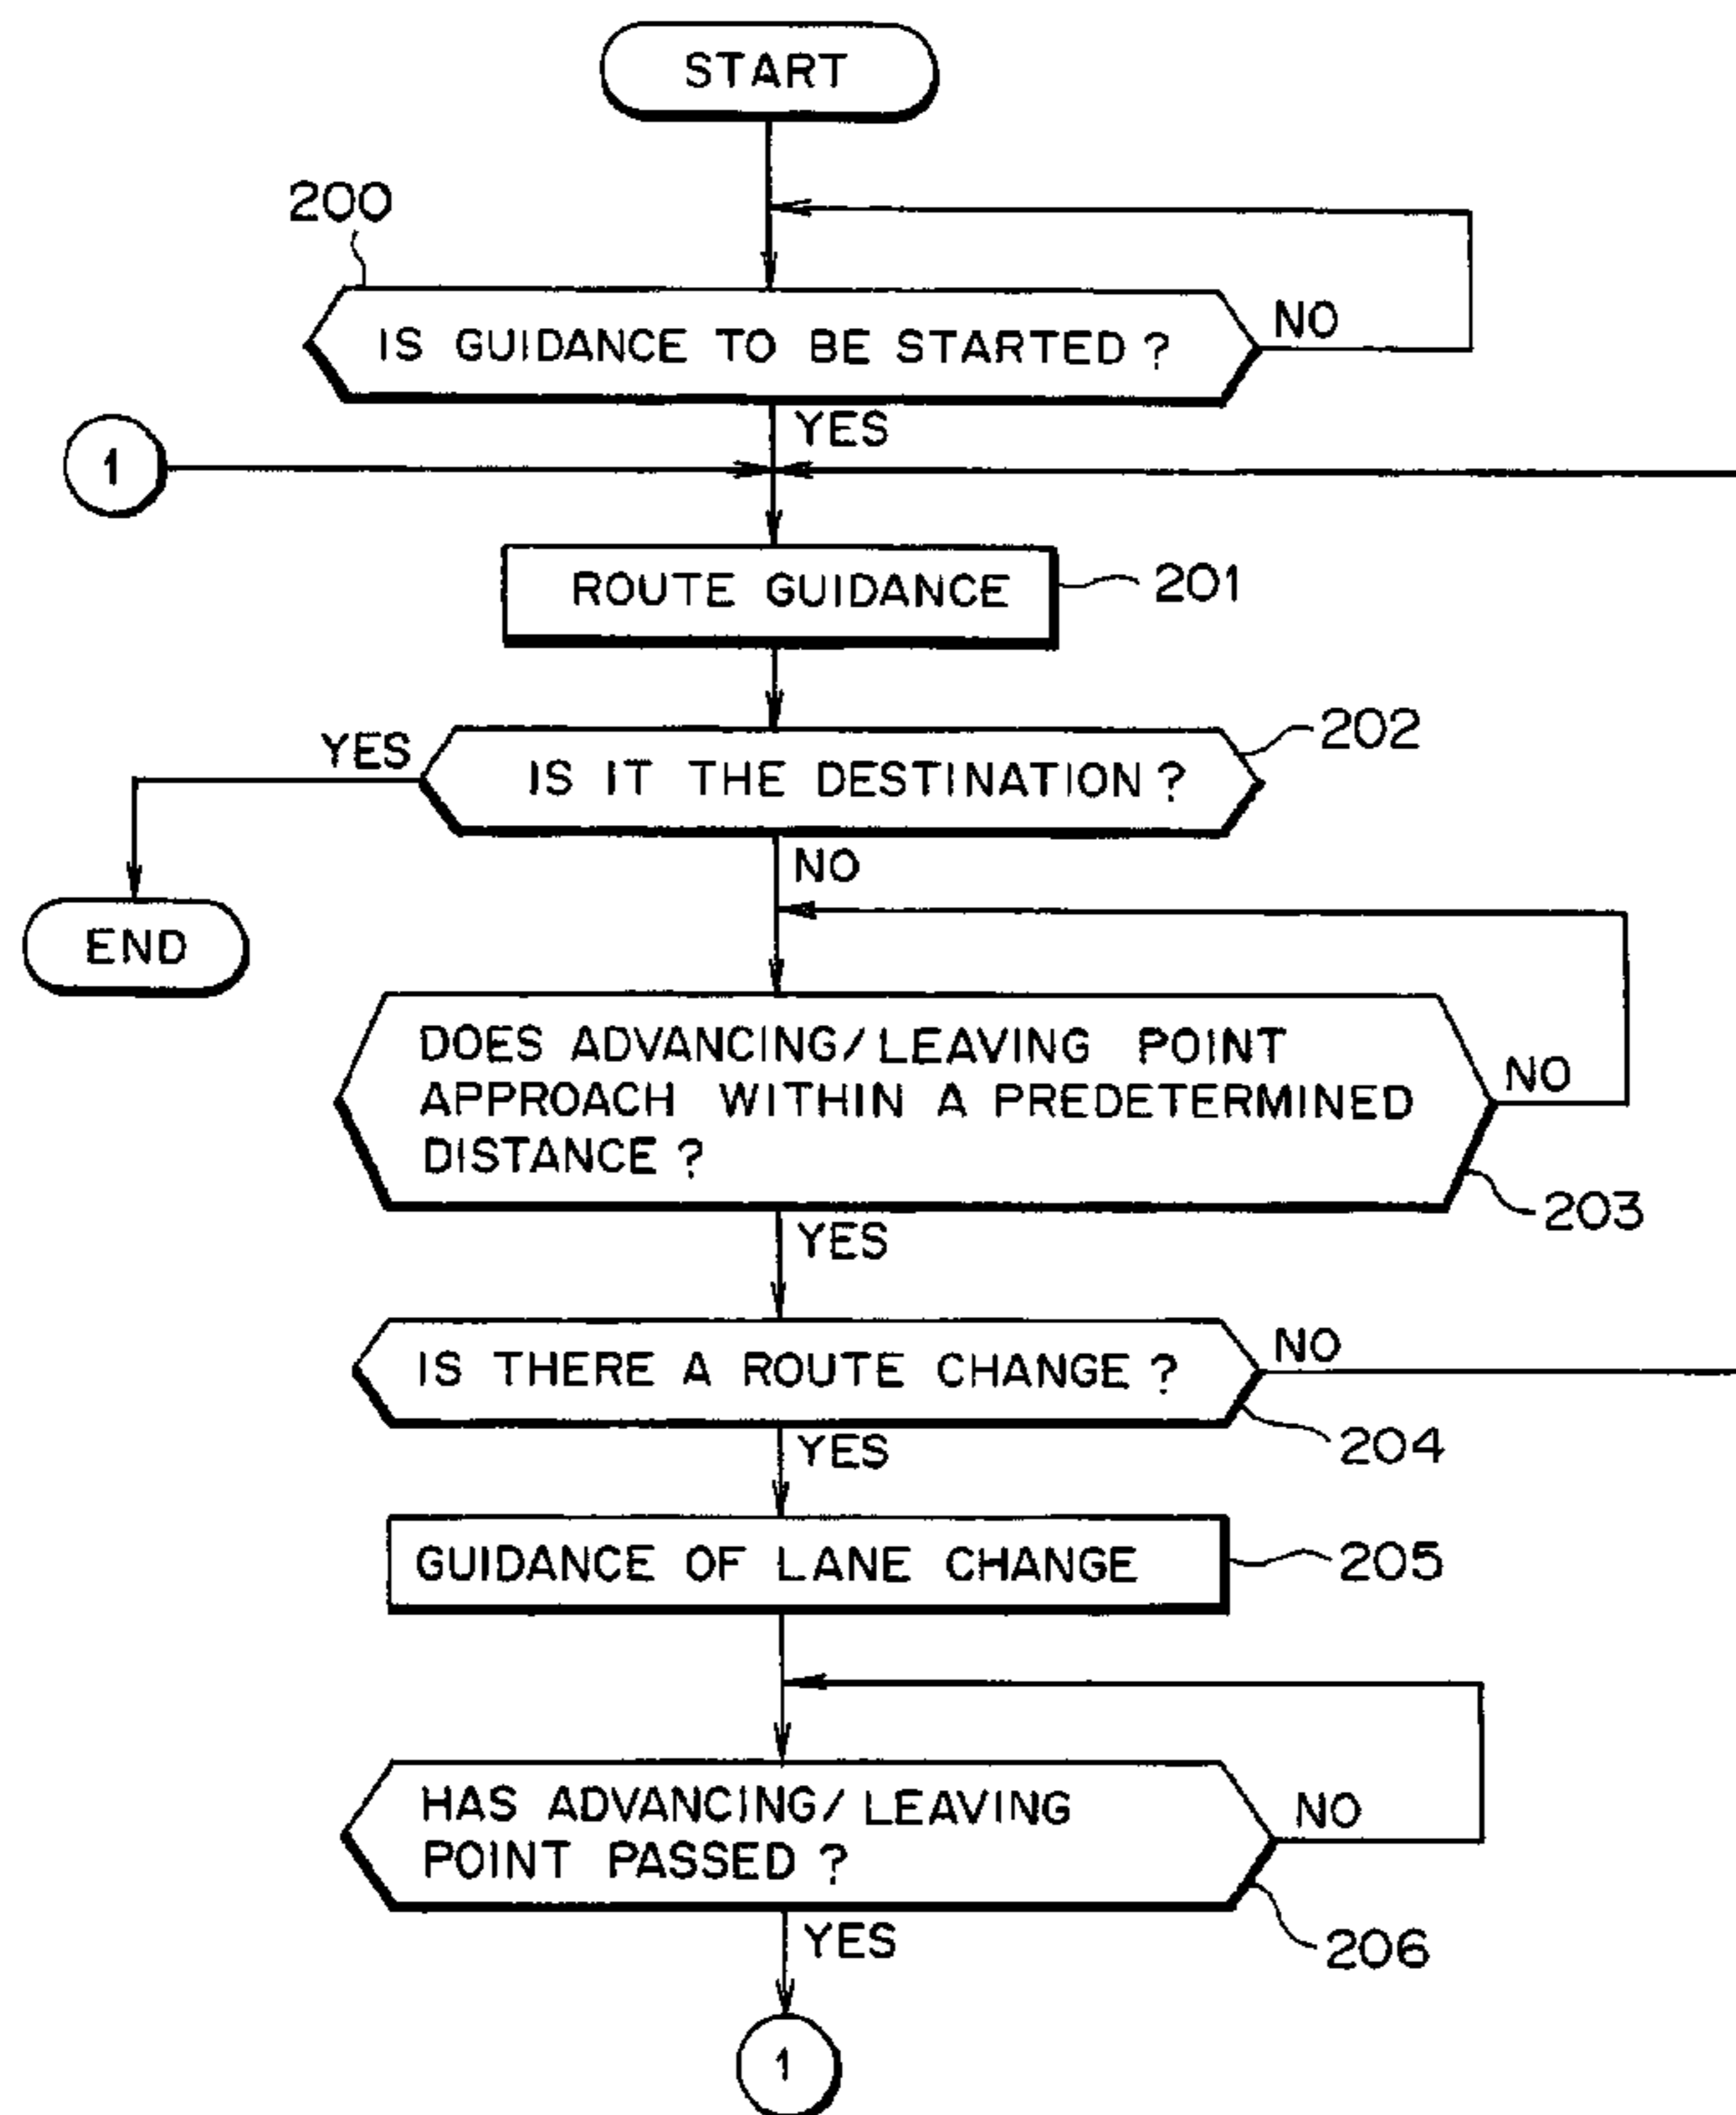 START
200
IS GUIDANCE TO BE STARTED ?
NO
YES
1
ROUTE GUIDANCE
201
YES
IS IT THE DESTINATION ?
202
NO
END
DOES ADVANCING/LEAVING POINT
APPROACH WITHIN A PREDETERMINED
DISTANCE ?
NO
203
YES
IS THERE A ROUTE CHANGE ?
NO
204
YES
GUIDANCE OF LANE CHANGE
205
HAS ADVANCING/LEAVING
POINT PASSED ?
NO
206
YES
1